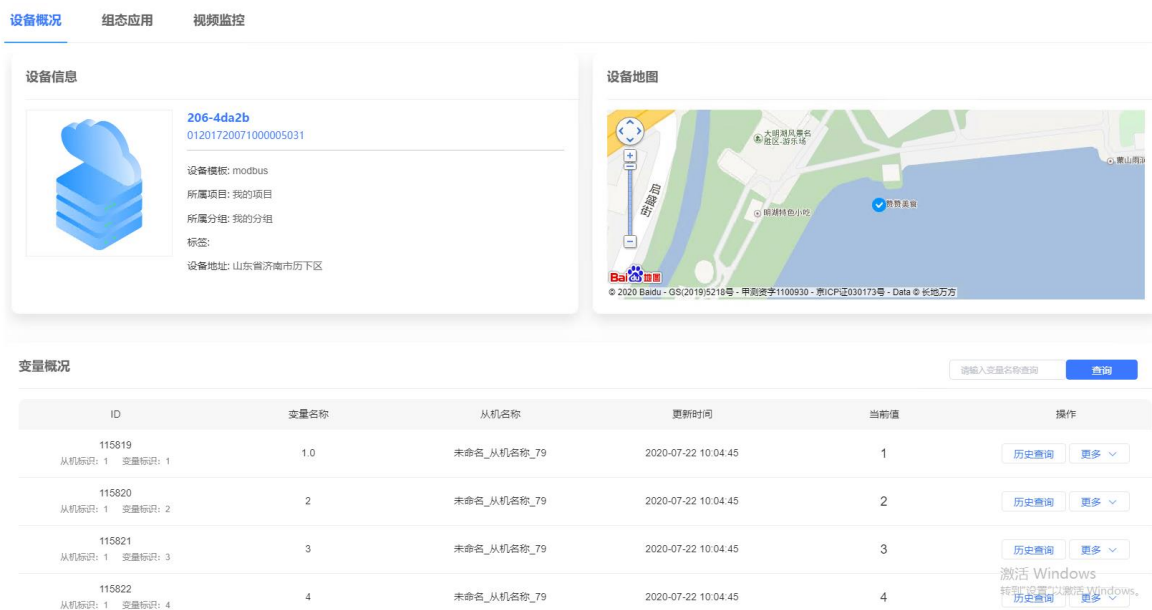 设备概况 组态应用 视频监控
设备信息
206-4da2b
01201720071000005031
设备模板: modbus
所属项目: 我的项目
所属分组: 我的分组
标签:
设备地址: 山东省济南市历下区
设备地图
大明湖风景名
胜区-游乐场
蒙山雨
启盛街
明湖特色小吃
赞赞美食
Bai du 地图
© 2020 Baidu - GS(2019)5218号 - 甲测资字1100930 - 京ICP证030173号 - Data © 长地万方
变量概况
请输入变量名称查询 查询
ID 变量名称 从机名称 更新时间 当前值 操作
115819
从机标识: 1 变量标识: 1
1.0 未命名_从机名称_79 2020-07-22 10:04:45 1 历史查询 更多
115820
从机标识: 1 变量标识: 2
2 未命名_从机名称_79 2020-07-22 10:04:45 2 历史查询 更多
115821
从机标识: 1 变量标识: 3
3 未命名_从机名称_79 2020-07-22 10:04:45 3 历史查询 更多
115822
从机标识: 1 变量标识: 4
4 未命名_从机名称_79 2020-07-22 10:04:45 4 历史查询 更多
激活 Windows
转到"设置"以激活 Windows。